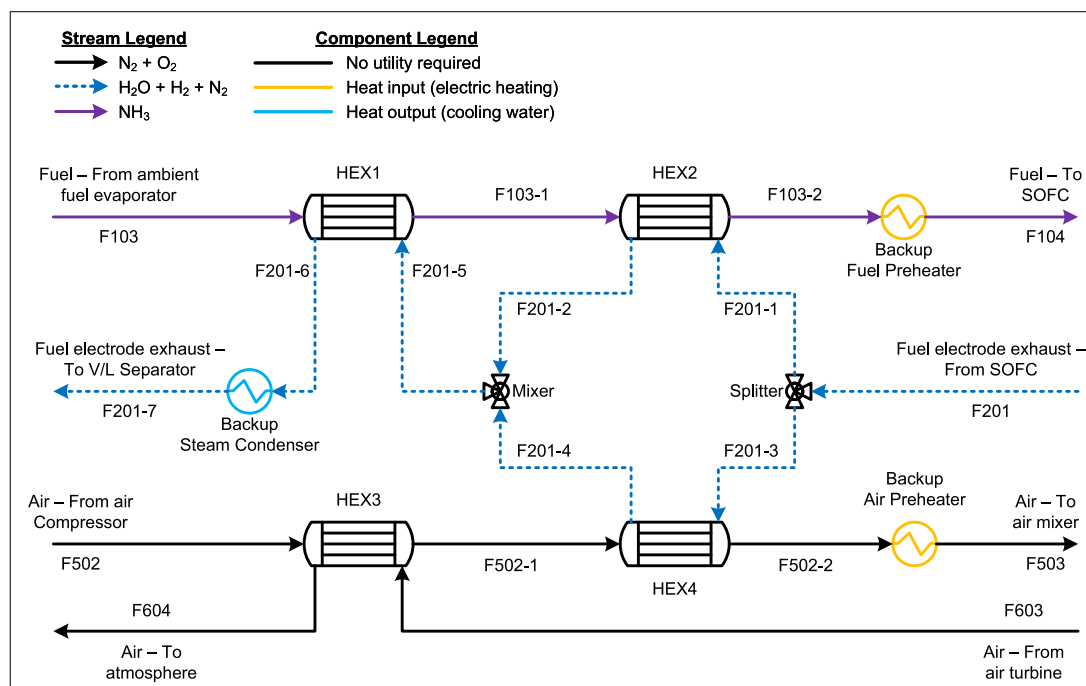 Stream Legend
N₂ + O₂
H₂O + H₂ + N₂
NH₃
Component Legend
No utility required
Heat input (electric heating)
Heat output (cooling water)
Fuel – From ambient
fuel evaporator
F103
HEX1
F103-1
HEX2
F103-2
Backup
Fuel Preheater
Fuel – To
SOFC
F104
F201-6
F201-5
F201-2
F201-1
Fuel electrode exhaust –
To V/L Separator
F201-7
Backup
Steam Condenser
Mixer
Splitter
Fuel electrode exhaust –
From SOFC
F201
F201-4
F201-3
Air – From air
Compressor
F502
HEX3
F502-1
HEX4
F502-2
Backup
Air Preheater
Air – To
air mixer
F503
F604
Air – To
atmosphere
F603
Air – From
air turbine